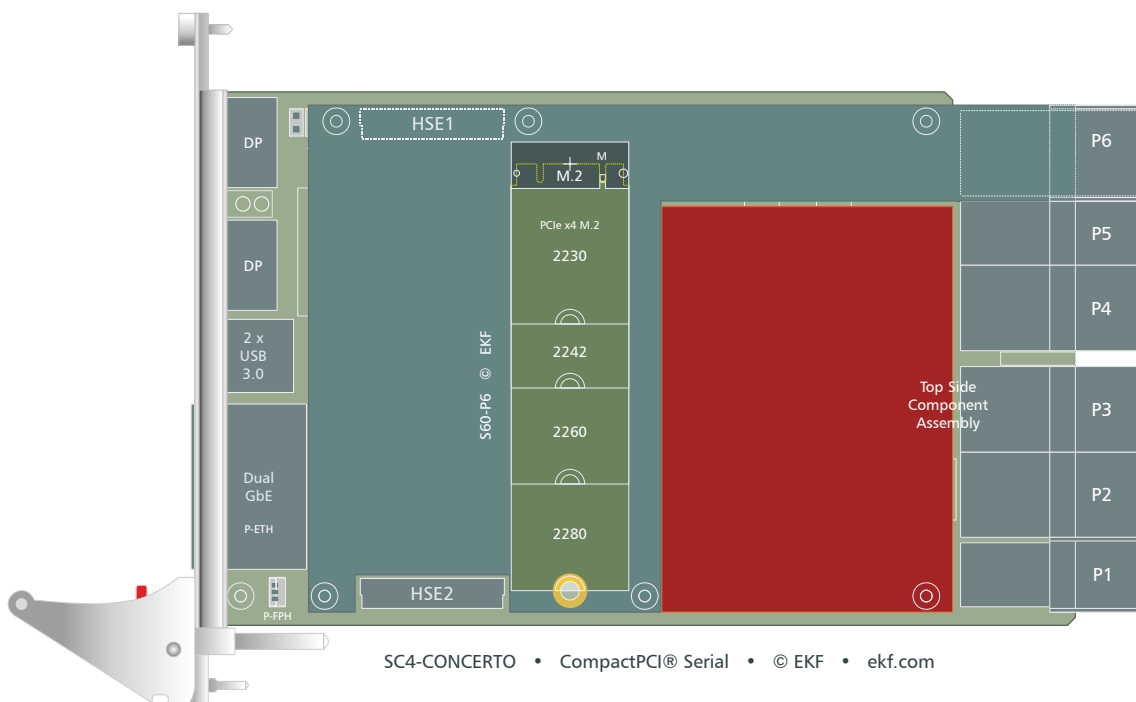 DP
HSE1
M
M.2
P6
PCIe x4 M.2
2230
P5
DP
P4
2 x
USB
3.0
2242
S60-P6 © EKF
Top Side
Component
Assembly
P3
2260
Dual
GbE
P-ETH
P2
2280
P1
HSE2
P-FPH
SC4-CONCERTO • CompactPCI® Serial • © EKF • ekf.com